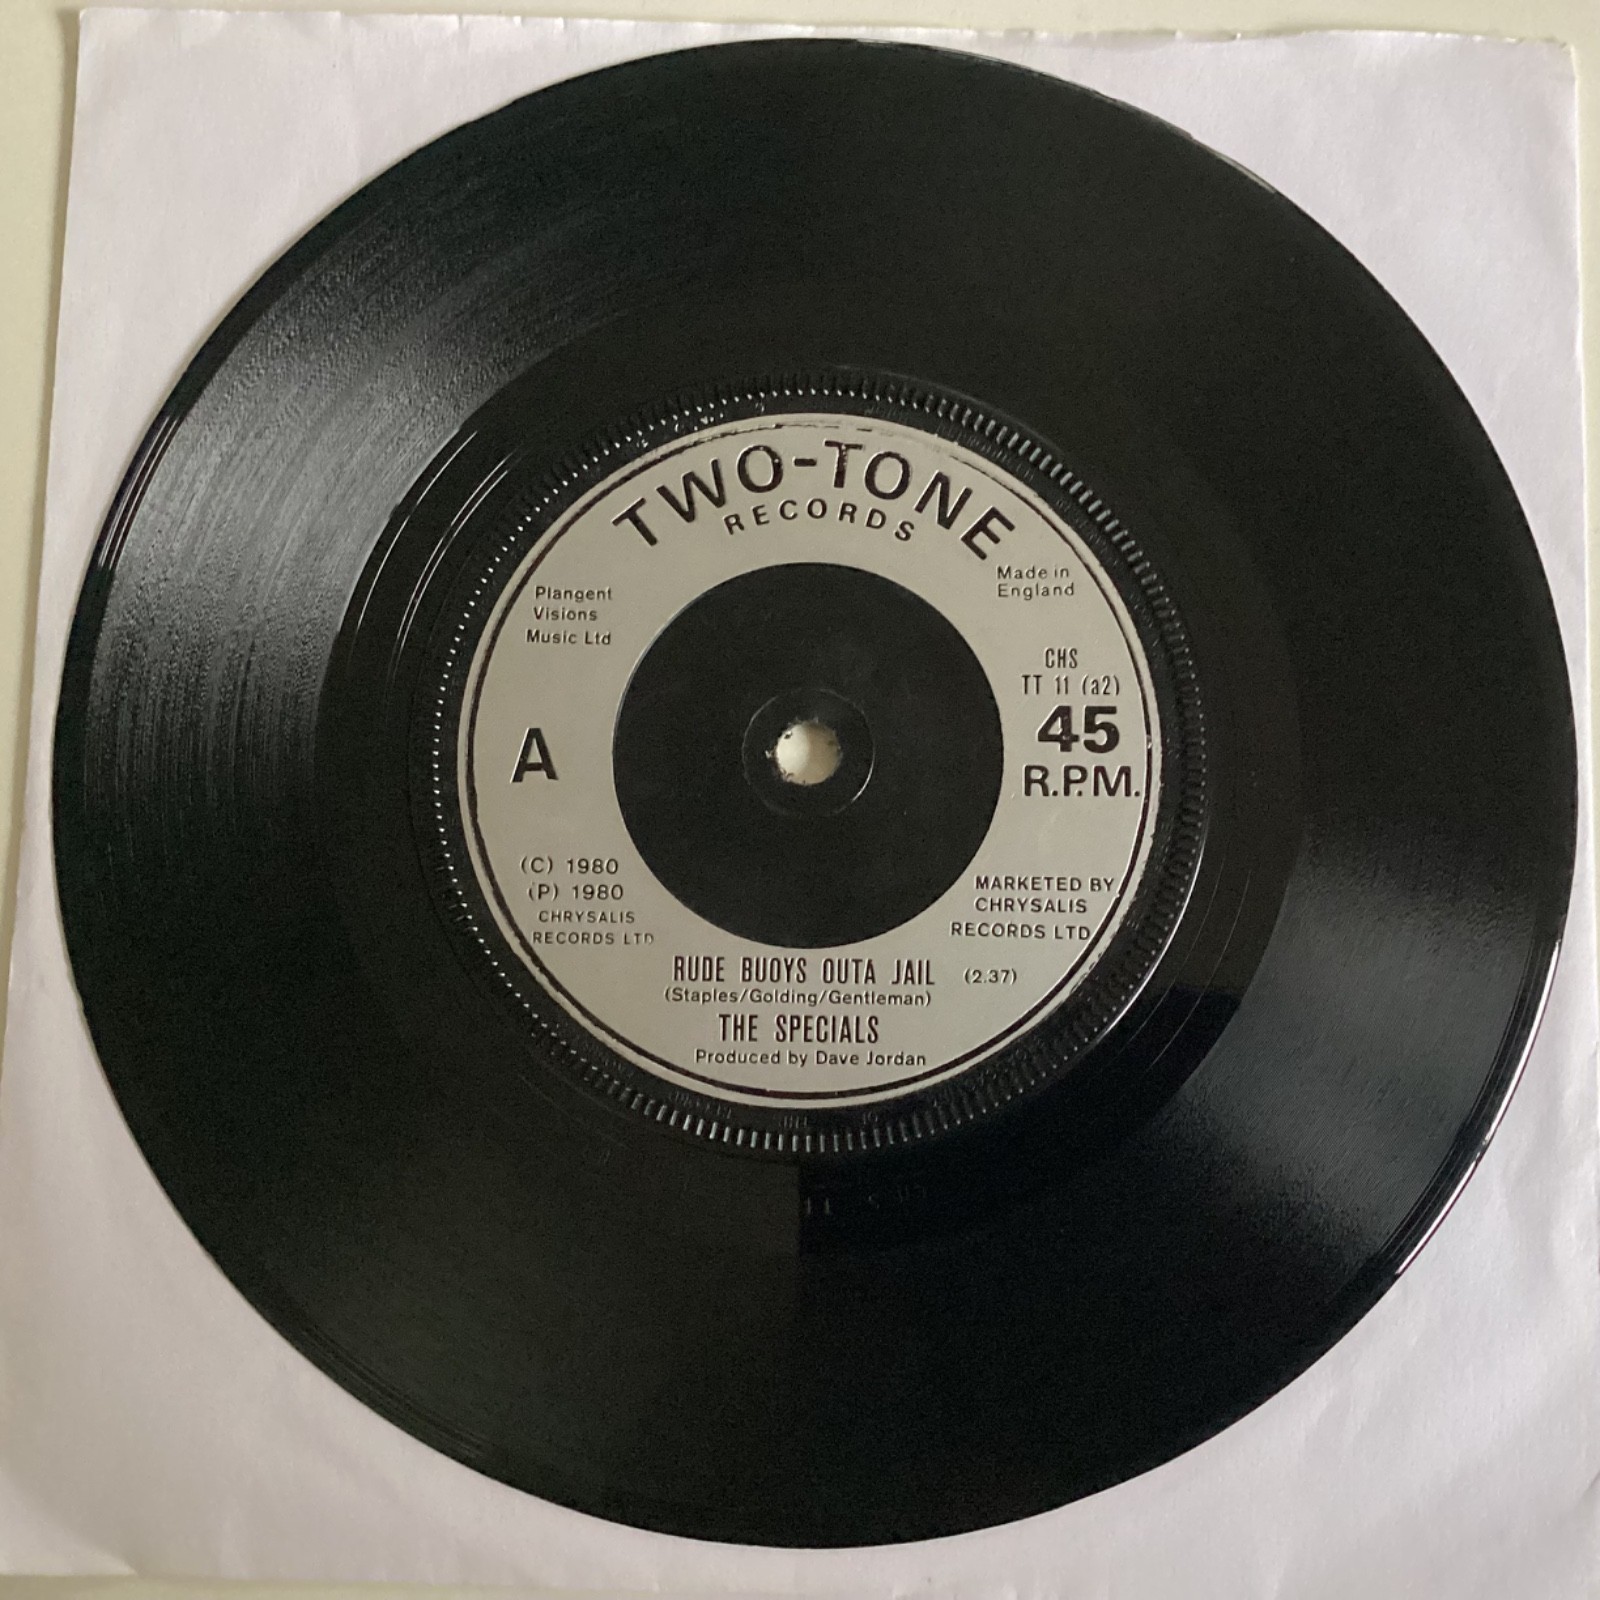 TWO-TONE
RECORDS
Plangent
Visions
Music Ltd
Made in
England
CHS
TT 11 (a2)
45
R.P.M.
A
(C) 1980
(P) 1980
CHRYSALIS
RECORDS LTD
MARKETED BY
CHRYSALIS
RECORDS LTD
RUDE BUOYS OUTA JAIL (2.37)
(Staples/Golding/Gentleman)
THE SPECIALS
Produced by Dave Jordan